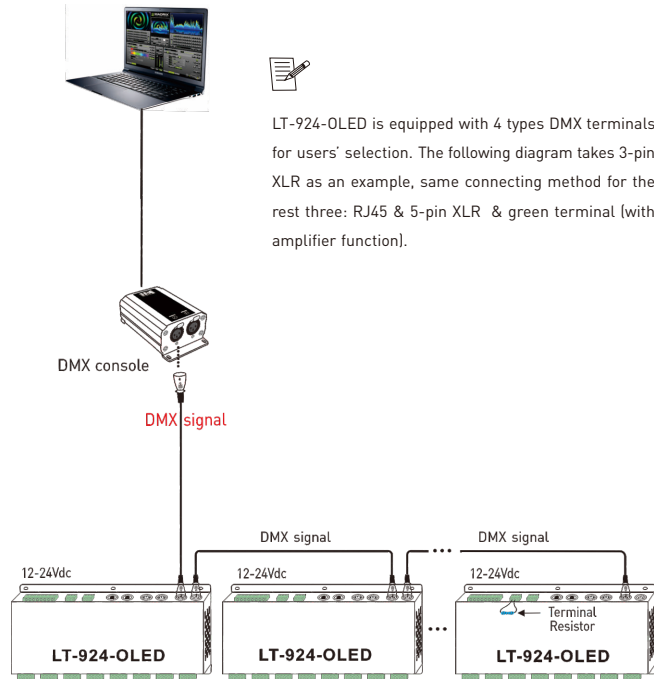 LT-924-OLED is equipped with 4 types DMX terminals
for users' selection. The following diagram takes 3-pin
XLR as an example, same connecting method for the
rest three: RJ45 & 5-pin XLR & green terminal (with
amplifier function).
DMX console
DMX signal
DMX signal
DMX signal
12-24Vdc
12-24Vdc
12-24Vdc
Terminal
Resistor
LT-924-OLED
LT-924-OLED
LT-924-OLED